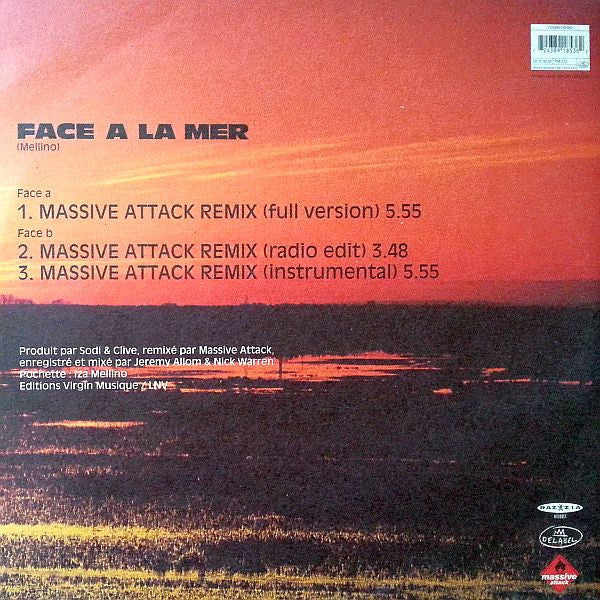 FACE A LA MER
(Mellino)
Face a
1. MASSIVE ATTACK REMIX (full version) 5.55
Face b
2. MASSIVE ATTACK REMIX (radio edit) 3.48
3. MASSIVE ATTACK REMIX (instrumental) 5.55
Produit par Sodi & Clive, remixé par Massive Attack,
enregistré et mixé par Jeremy Allom & Nick Warren
Pochette : Iza Mellino
Editions Virgin Musique / LNV
RAZZIA
DELABEL
massive
attack